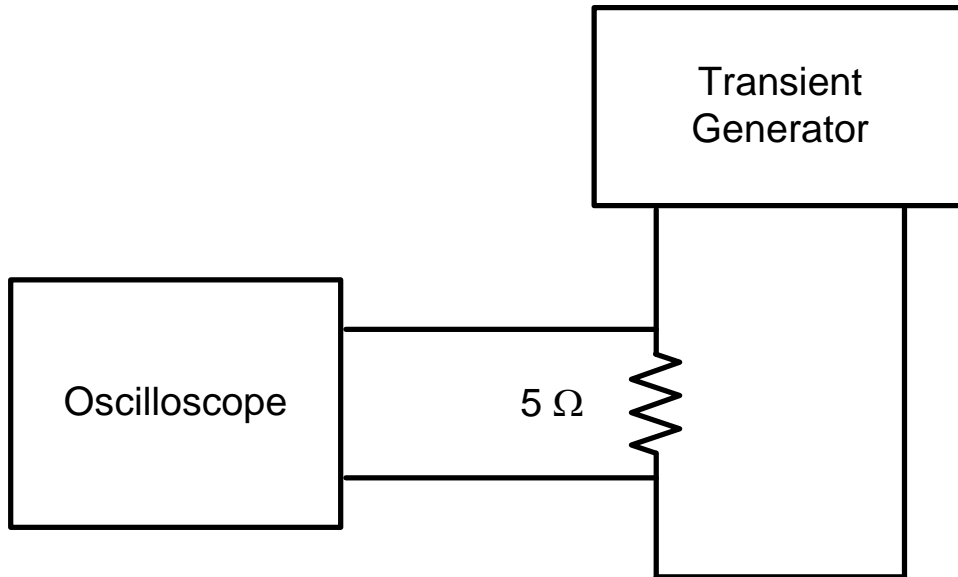 Transient
Generator
Oscilloscope
5 Ω